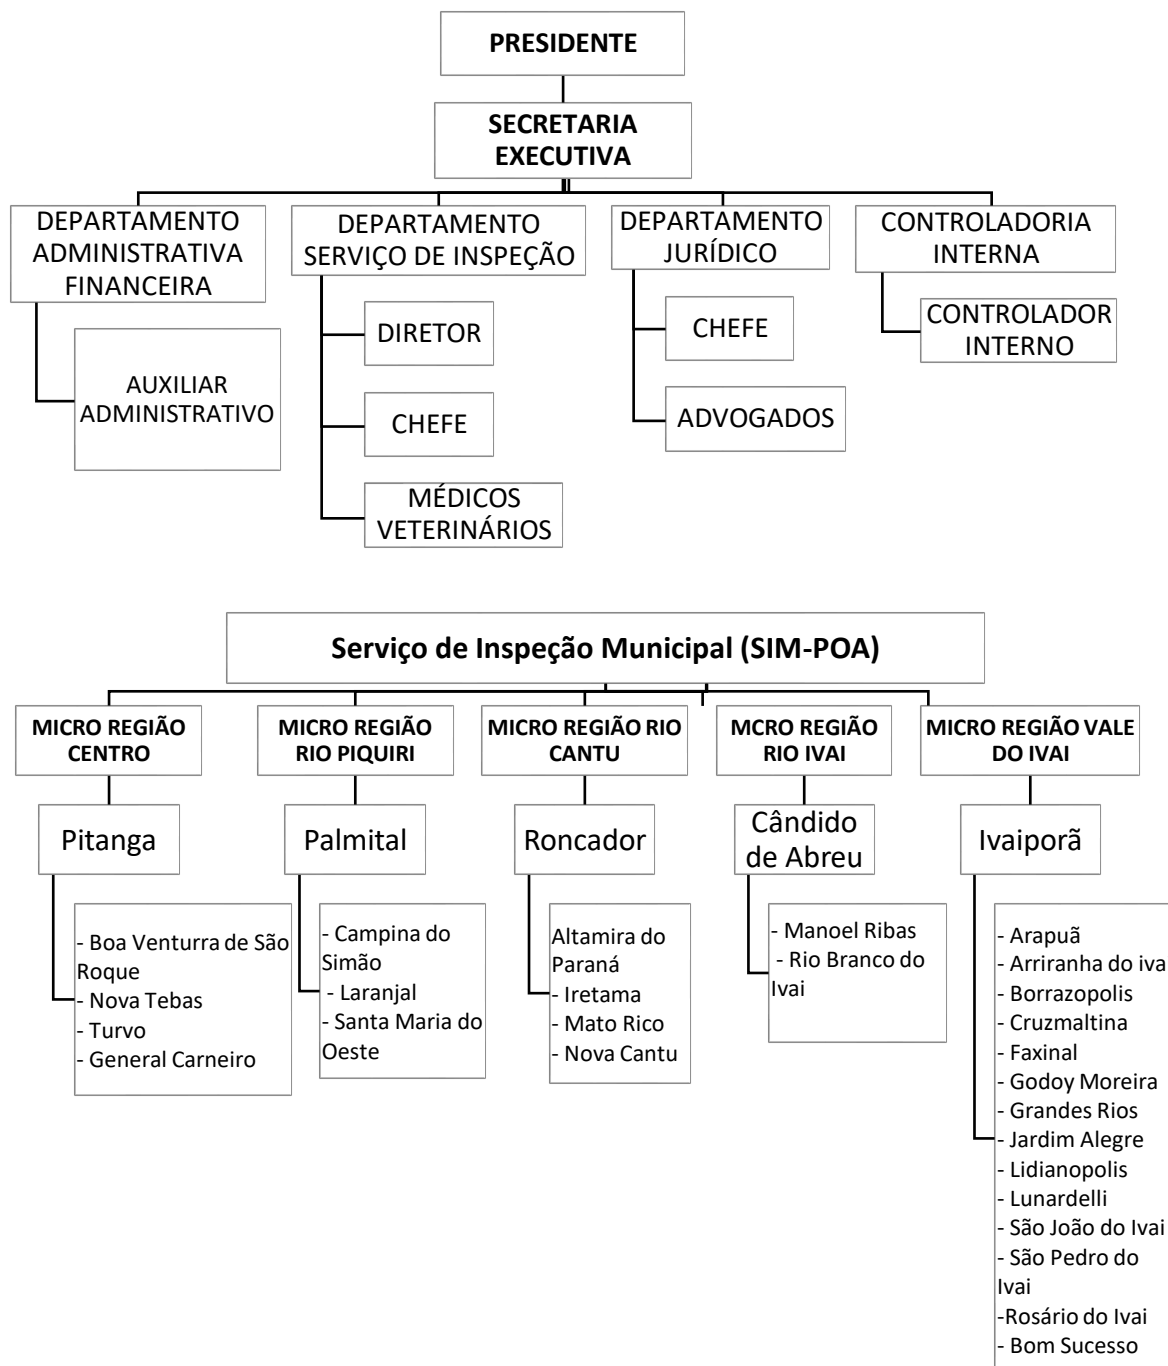 PRESIDENTE
SECRETARIA
EXECUTIVA
DEPARTAMENTO
ADMINISTRATIVA
FINANCEIRA
AUXILIAR
ADMINISTRATIVO
DEPARTAMENTO
SERVIÇO DE INSPEÇÃO
DIRETOR
CHEFE
MÉDICOS
VETERINÁRIOS
DEPARTAMENTO
JURÍDICO
CHEFE
ADVOGADOS
CONTROLADORIA
INTERNA
CONTROLADOR
INTERNO
Serviço de Inspeção Municipal (SIM-POA)
MICRO REGIÃO
CENTRO
Pitanga
- Boa Venturra de São
Roque
- Nova Tebas
- Turvo
- General Carneiro
MICRO REGIÃO
RIO PIQUIRI
Palmital
- Campina do
Simão
- Laranjal
- Santa Maria do
Oeste
MICRO REGIÃO RIO
CANTU
Roncador
Altamira do
Paraná
- Iretama
- Mato Rico
- Nova Cantu
MCRO REGIÃO
RIO IVAI
Cândido
de Abreu
- Manoel Ribas
- Rio Branco do
Ivai
MICRO REGIÃO VALE
DO IVAI
Ivaiporã
- Arapuã
- Arriranha do iva
- Borrazopolis
- Cruzmaltina
- Faxinal
- Godoy Moreira
- Grandes Rios
- Jardim Alegre
- Lidianopolis
- Lunardelli
- São João do Ivai
- São Pedro do
Ivai
-Rosário do Ivai
- Bom Sucesso